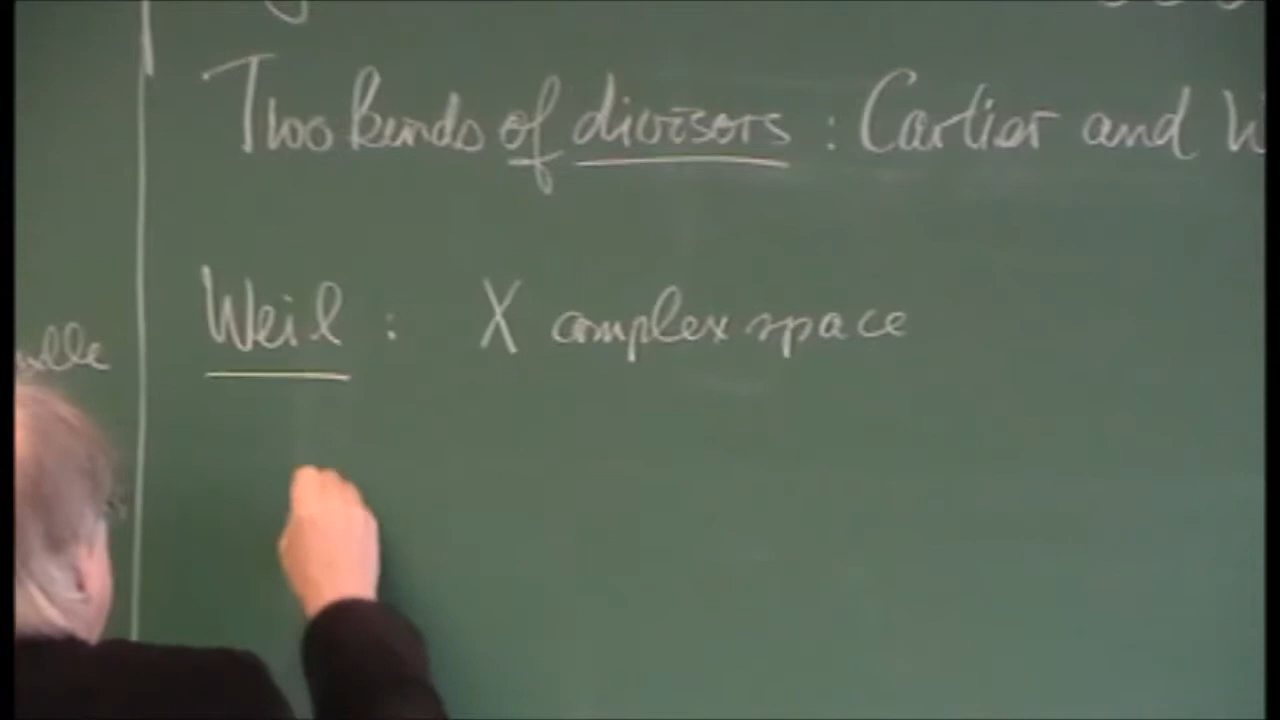 Two kinds of divisors : Cartier and
Weil : X complex space